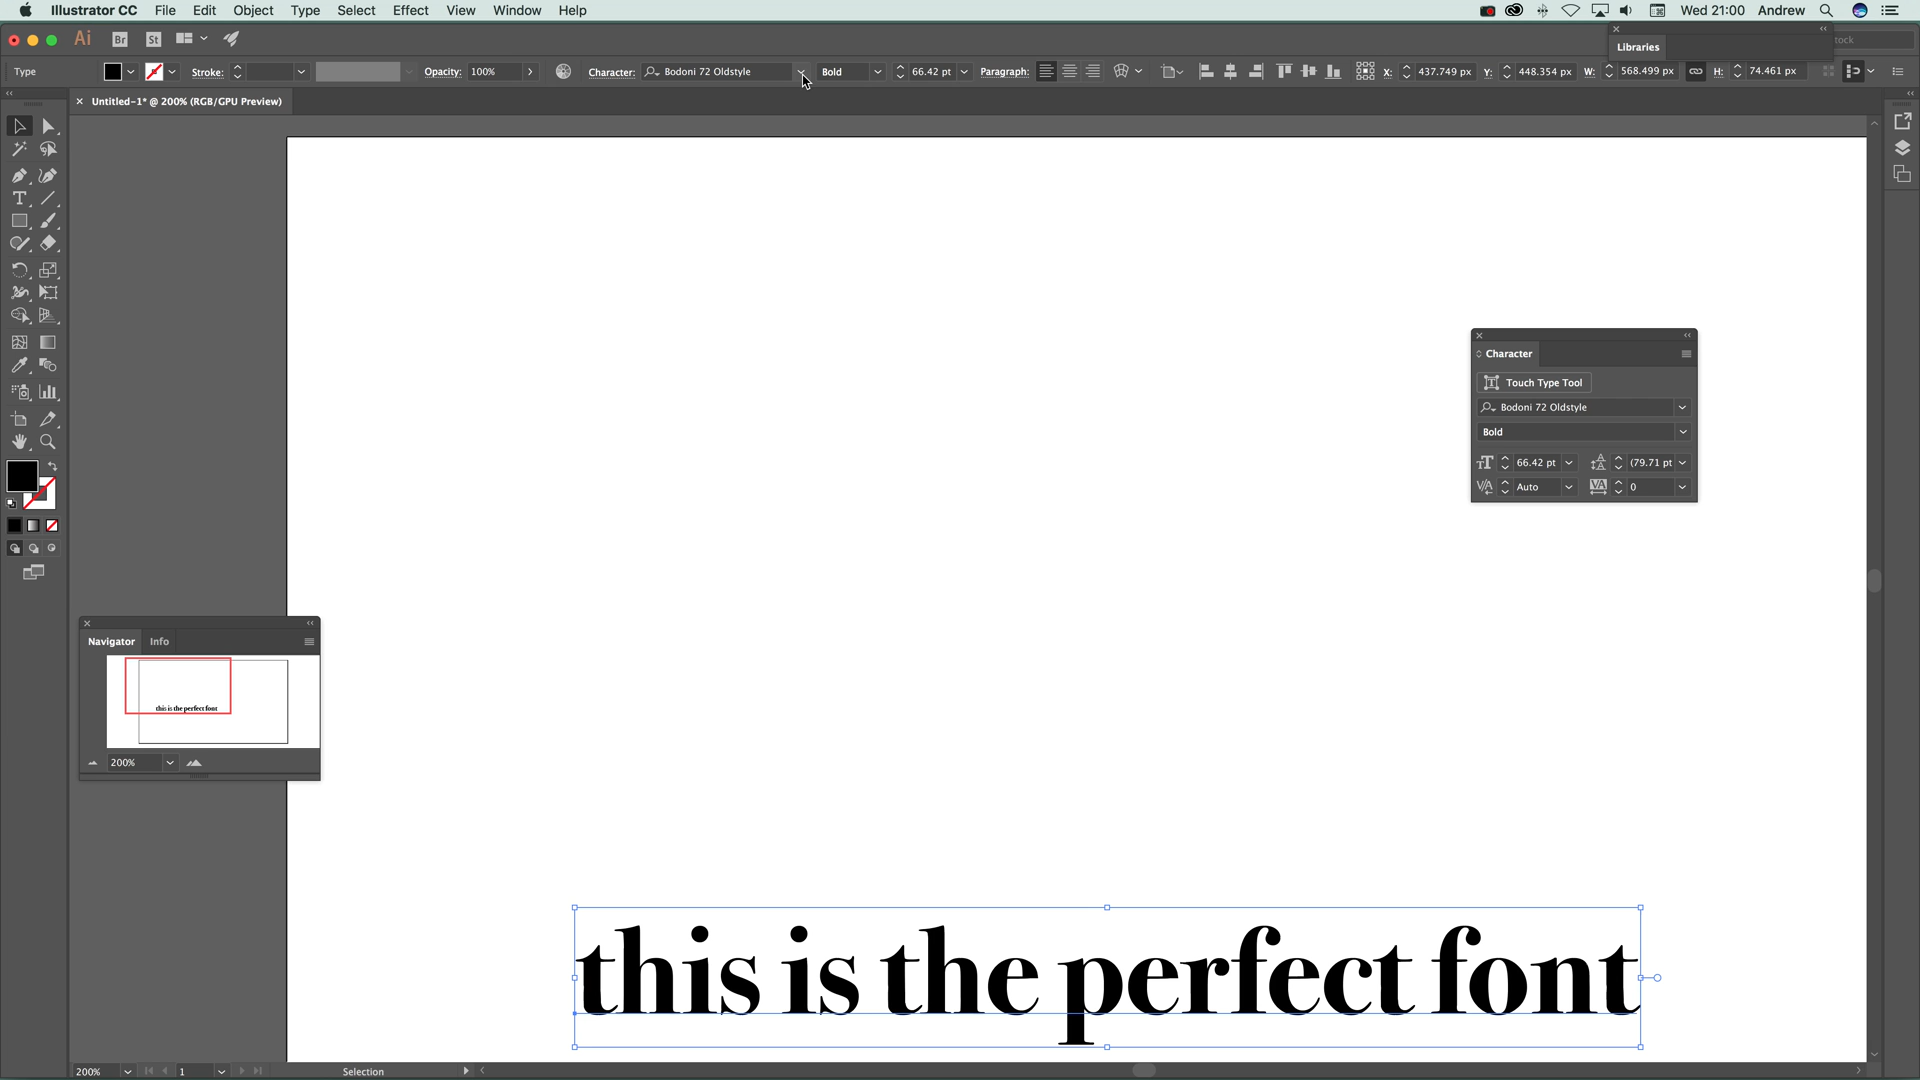 Illustrator CC File Edit Object Type Select Effect View Window Help Wed 21:00 Andrew
Ai Br St tock
Libraries
Type Stroke: Opacity: 100% Character: Bodoni 72 Oldstyle Bold 66.42 pt Paragraph: X: 437.749 px Y: 448.354 px W: 568.499 px H: 74.461 px
Untitled-1* @ 200% (RGB/GPU Preview)
Character
Touch Type Tool
Bodoni 72 Oldstyle
Bold
66.42 pt (79.71 pt
Auto 0
Navigator Info
this is the perfect font
200%
this is the perfect font
200% 1 Selection